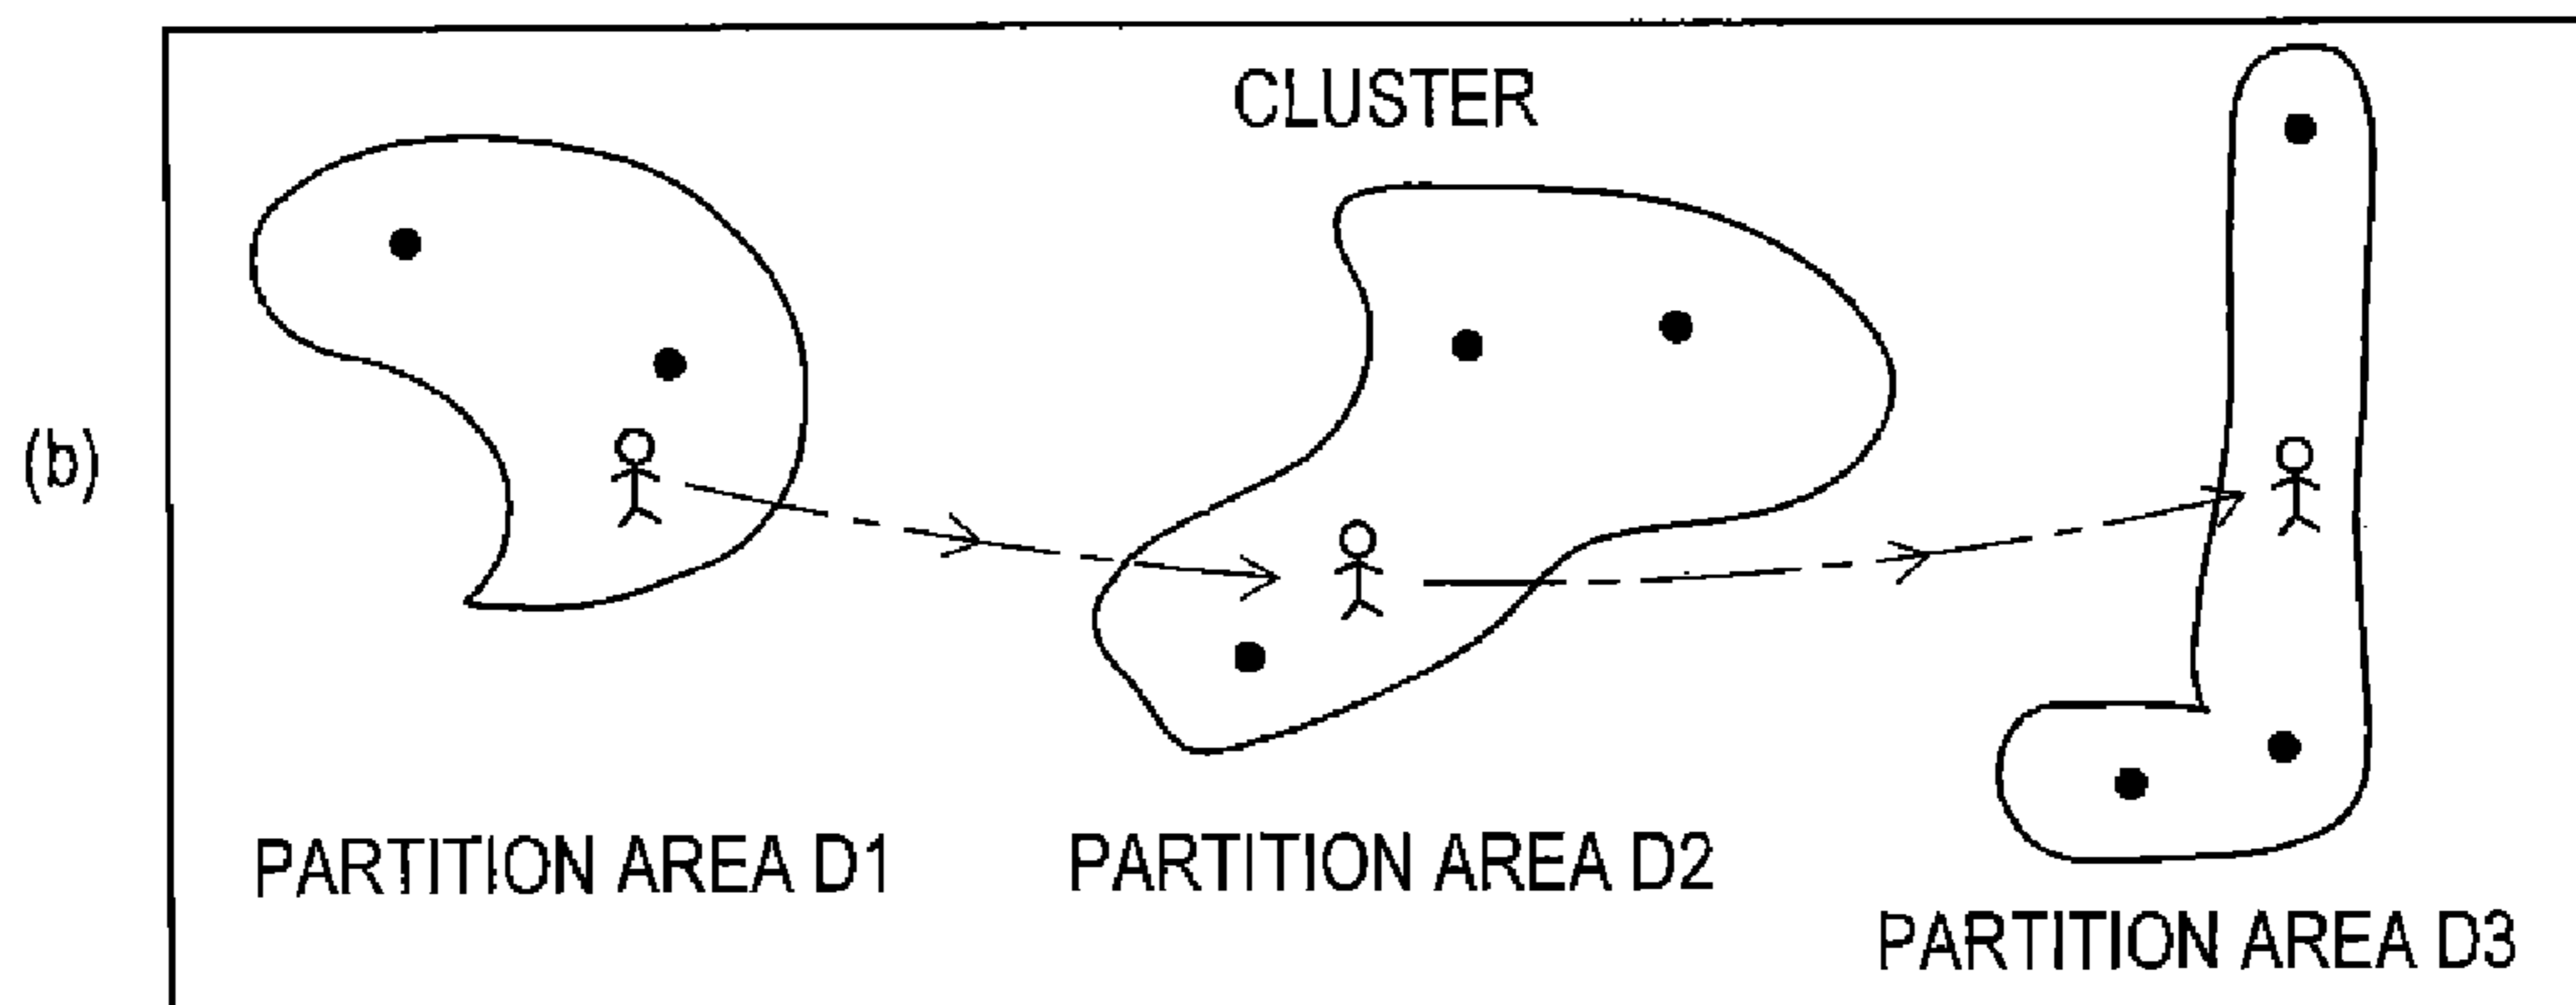 CLUSTER
(b)
PARTITION AREA D1
PARTITION AREA D2
PARTITION AREA D3